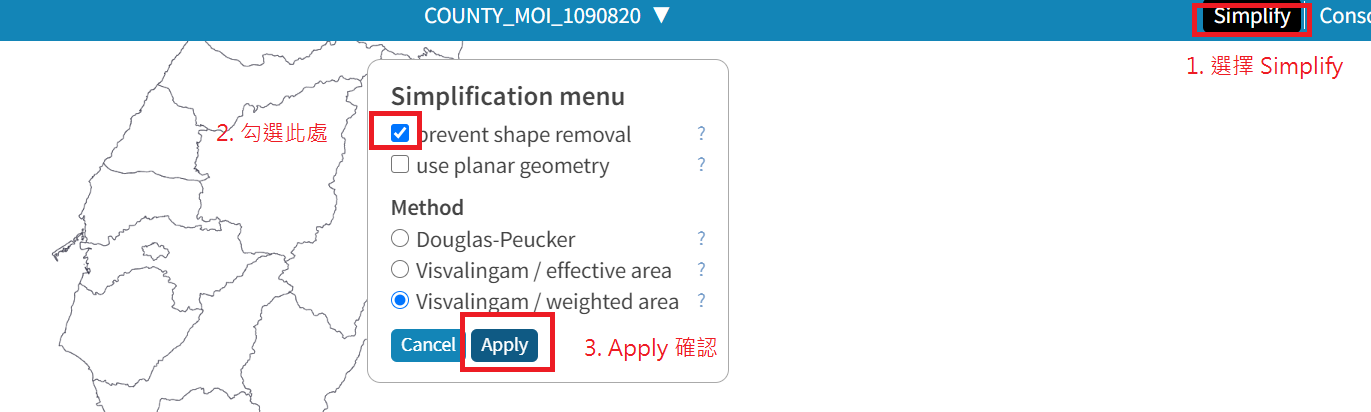 COUNTY_MOI_1090820 ▼
Simplify
1. 選擇 Simplify
Simplification menu
2. 勾選此處
prevent shape removal ?
use planar geometry ?
Method
Douglas-Peucker ?
Visvalingam / effective area ?
Visvalingam / weighted area ?
Cancel Apply
3. Apply 確認